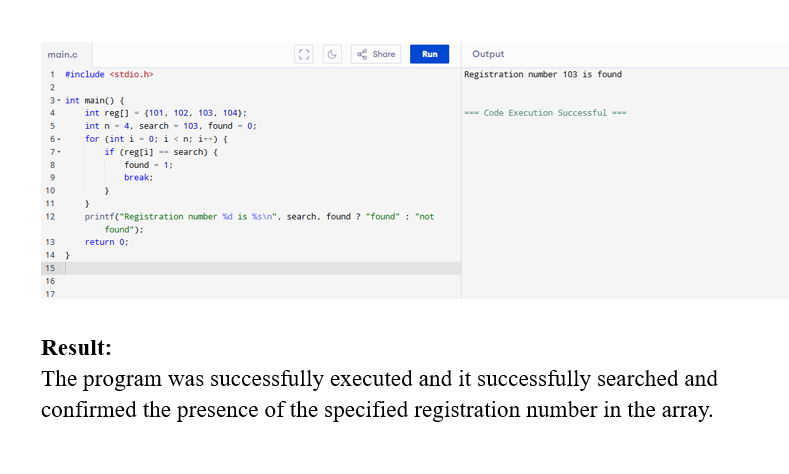 main.c Share Run Output
1 #include <stdio.h>
2
3 int main() {
4 int reg[] = {101, 102, 103, 104};
5 int n = 4, search = 103, found = 0;
6 for (int i = 0; i < n; i++) {
7 if (reg[i] == search) {
8 found = 1;
9 break;
10 }
11 }
12 printf("Registration number %d is %s\n", search, found ? "found" : "not
found");
13 return 0;
14 }
15
16
17
Registration number 103 is found
=== Code Execution Successful ===
Result:
The program was successfully executed and it successfully searched and
confirmed the presence of the specified registration number in the array.